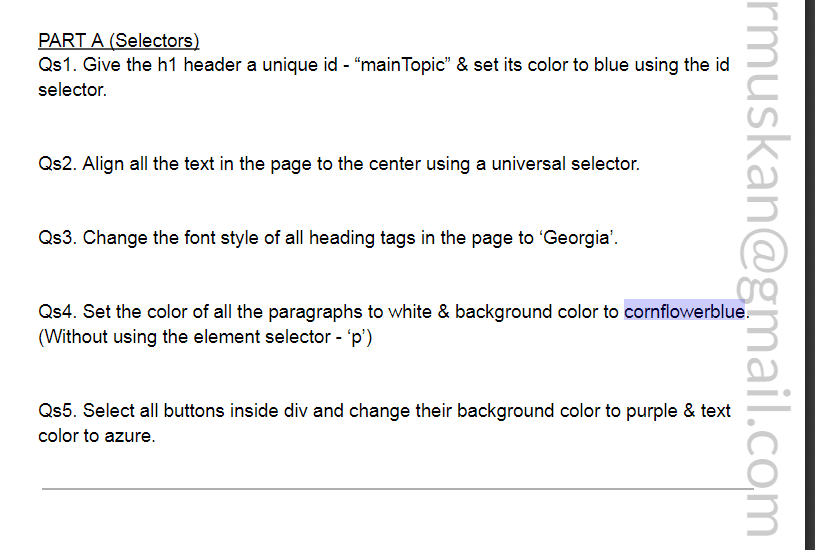 PART A (Selectors)
Qs1. Give the h1 header a unique id - “mainTopic” & set its color to blue using the id
selector.
Qs2. Align all the text in the page to the center using a universal selector.
Qs3. Change the font style of all heading tags in the page to ‘Georgia’.
Qs4. Set the color of all the paragraphs to white & background color to cornflowerblue.
(Without using the element selector - ‘p’)
Qs5. Select all buttons inside div and change their background color to purple & text
color to azure.
rmuskan@gmail.com